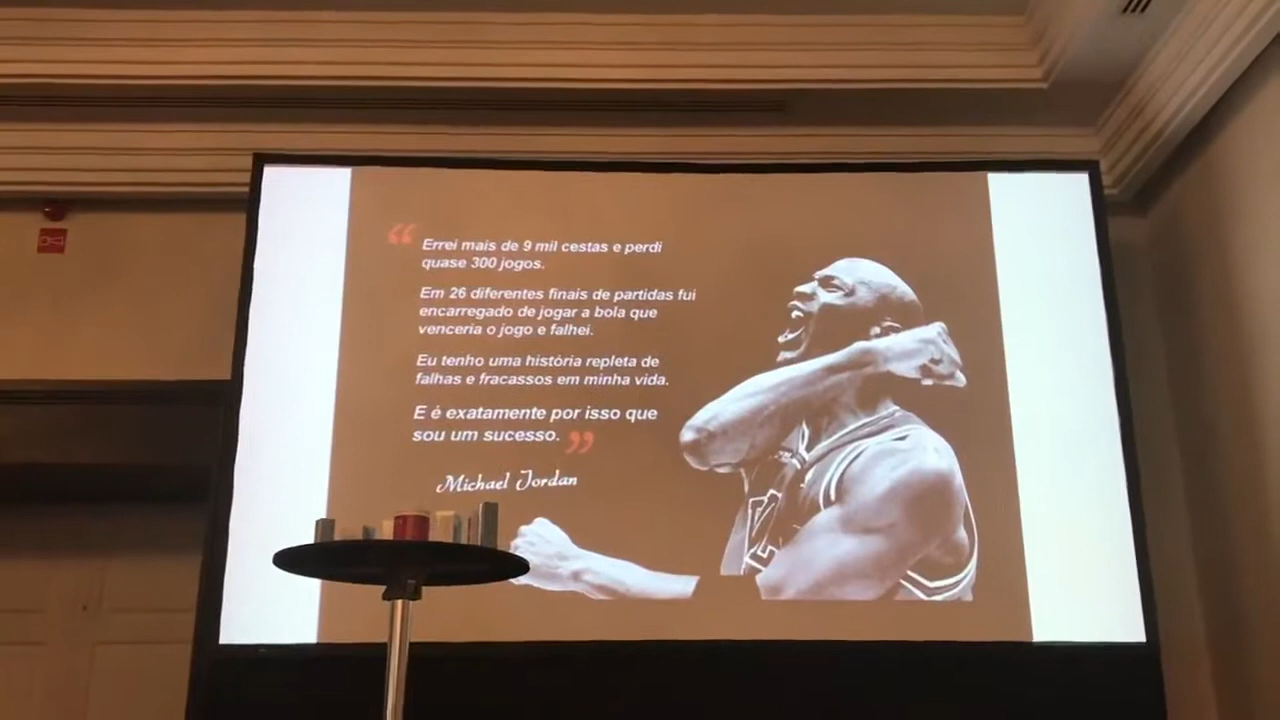 “ Errei mais de 9 mil cestas e perdi
quase 300 jogos.
Em 26 diferentes finais de partidas fui
encarregado de jogar a bola que
venceria o jogo e falhei.
Eu tenho uma história repleta de
falhas e fracassos em minha vida.
E é exatamente por isso que
sou um sucesso. ”
Michael Jordan